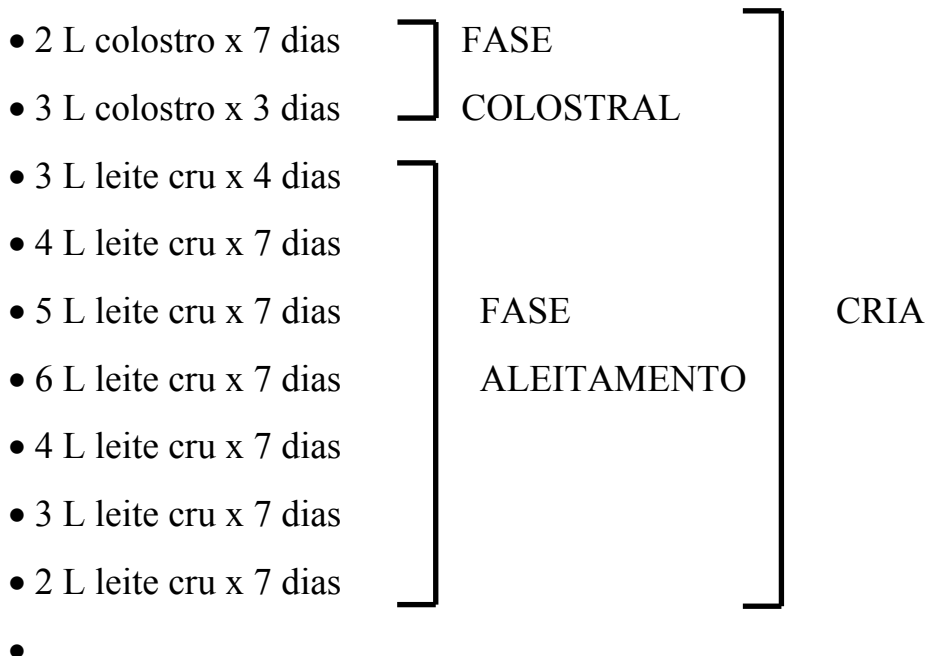 • 2 L colostro x 7 dias FASE
• 3 L colostro x 3 dias COLOSTRAL
• 3 L leite cru x 4 dias
• 4 L leite cru x 7 dias
• 5 L leite cru x 7 dias FASE CRIA
• 6 L leite cru x 7 dias ALEITAMENTO
• 4 L leite cru x 7 dias
• 3 L leite cru x 7 dias
• 2 L leite cru x 7 dias
•